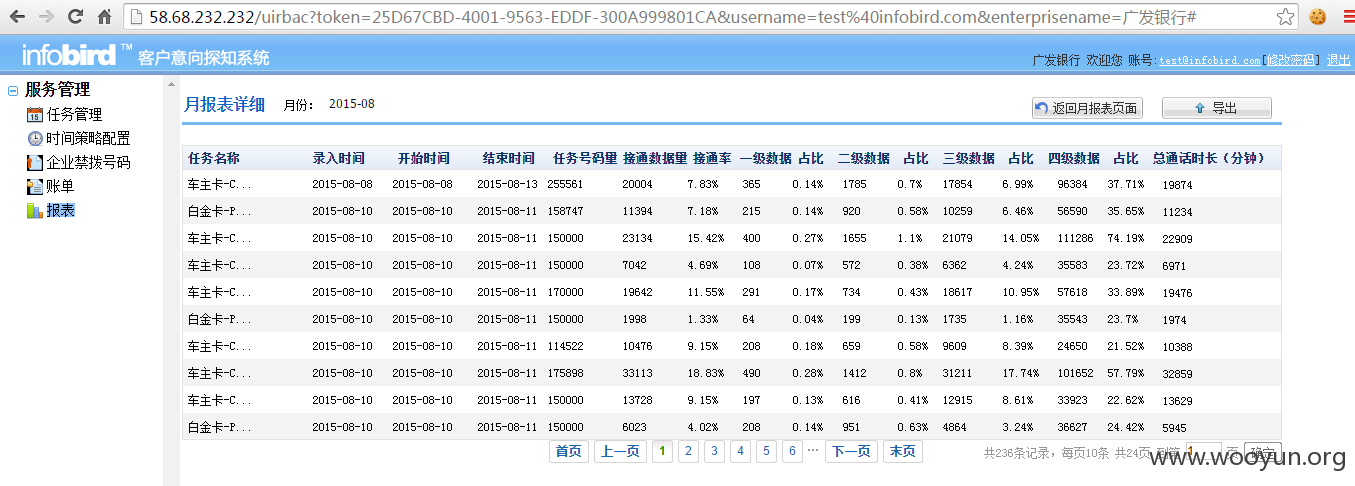 58.68.232.232/uirbac?token=25D67CBD-4001-9563-EDDF-300A999801CA&username=test%40infobird.com&enterprisename=广发银行#
infobird™ 客户意向探知系统
广发银行 欢迎您 账号:test@infobird.com[修改密码] 退出
服务管理
任务管理
时间策略配置
企业禁拨号码
账单
报表
月报表详细 月份： 2015-08 返回月报表页面 导出
任务名称 录入时间 开始时间 结束时间 任务号码量 接通数据量 接通率 一级数据 占比 二级数据 占比 三级数据 占比 四级数据 占比 总通话时长（分钟）
车主卡-C... 2015-08-08 2015-08-08 2015-08-13 255561 20004 7.83% 365 0.14% 1785 0.7% 17854 6.99% 96384 37.71% 19874
白金卡-P... 2015-08-10 2015-08-10 2015-08-11 158747 11394 7.18% 215 0.14% 920 0.58% 10259 6.46% 56590 35.65% 11234
车主卡-C... 2015-08-10 2015-08-10 2015-08-11 150000 23134 15.42% 400 0.27% 1655 1.1% 21079 14.05% 111286 74.19% 22909
车主卡-C... 2015-08-10 2015-08-10 2015-08-11 150000 7042 4.69% 108 0.07% 572 0.38% 6362 4.24% 35583 23.72% 6971
车主卡-C... 2015-08-10 2015-08-10 2015-08-11 170000 19642 11.55% 291 0.17% 734 0.43% 18617 10.95% 57618 33.89% 19476
白金卡-P... 2015-08-10 2015-08-10 2015-08-11 150000 1998 1.33% 64 0.04% 199 0.13% 1735 1.16% 35543 23.7% 1974
车主卡-C... 2015-08-10 2015-08-10 2015-08-11 114522 10476 9.15% 208 0.18% 659 0.58% 9609 8.39% 24650 21.52% 10388
车主卡-C... 2015-08-10 2015-08-10 2015-08-11 175898 33113 18.83% 490 0.28% 1412 0.8% 31211 17.74% 101652 57.79% 32859
车主卡-C... 2015-08-10 2015-08-10 2015-08-11 150000 13728 9.15% 197 0.13% 616 0.41% 12915 8.61% 33923 22.62% 13629
白金卡-P... 2015-08-10 2015-08-10 2015-08-11 150000 6023 4.02% 208 0.14% 951 0.63% 4864 3.24% 36627 24.42% 5945
首页 上一页 1 2 3 4 5 6 ... 下一页 末页 共236条记录，每页10条 共24页 到第 1 页 确定
www.wooyun.org